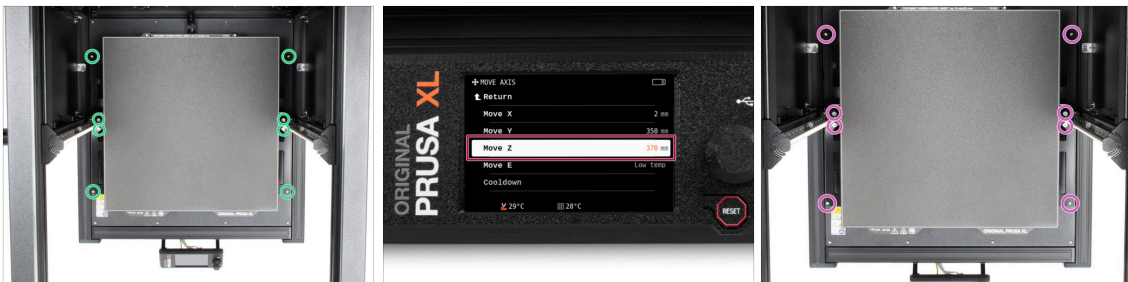 ORIGINAL PRUSA XL
ORIGINAL
PRUSA XL
MOVE AXIS
Return
Move X 2 mm
Move Y 350 mm
Move Z 370 mm
Move E Low temp
Cooldown
29°C 28°C
RESET
ORIGINAL PRUSA XL